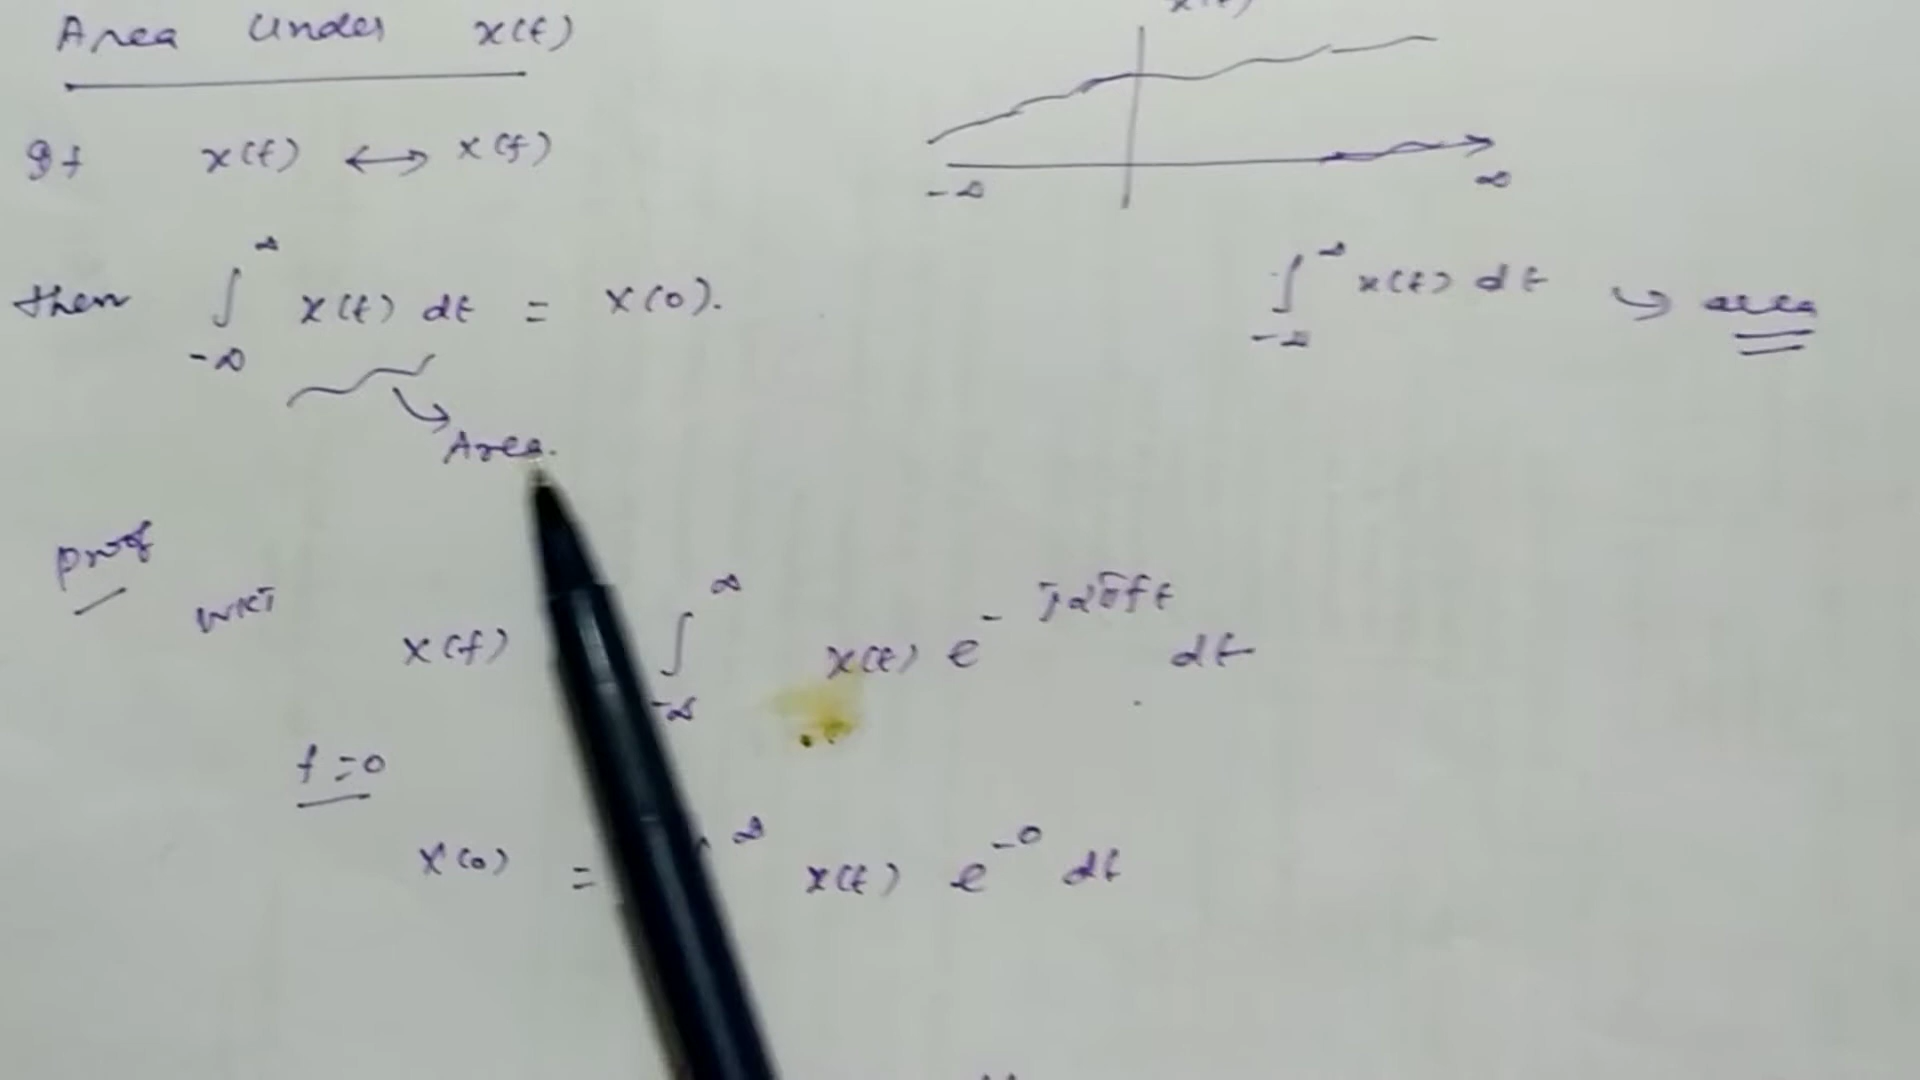 Area Under x(t)
If x(t) ↔ X(f)
-∞ ∞
then ∫_{-∞}^{∞} x(t) dt = X(0).
∫_{-∞}^{∞} x(t) dt ↪ area
Area.
Proof
WKT
X(f) ∫_{-∞}^{∞} x(t) e^{-j2πft} dt
f=0
X(0) = ∞ x(t) e^{-0} dt